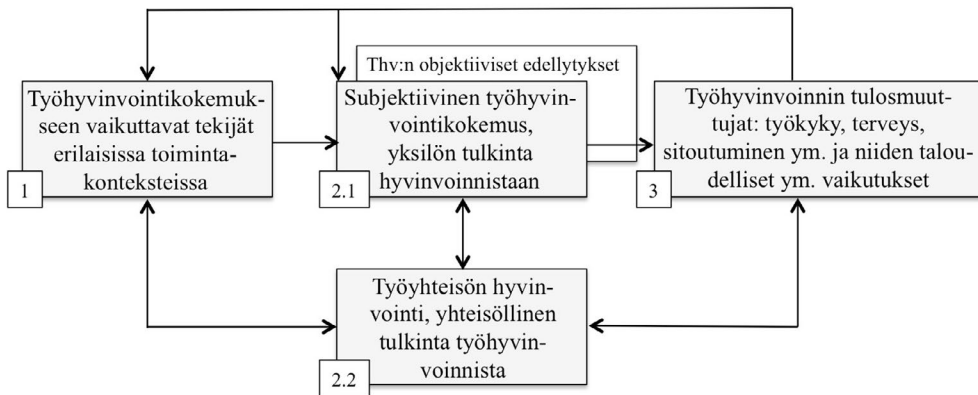 Thv:n objektiiviset edellytykset
Työhyvinvointikokemuk-
seen vaikuttavat tekijät
erilaisissa toiminta-
konteksteissa
1
Subjektiivinen työhyvin-
vointikokemus,
yksilön tulkinta
hyvinvoinnistaan
2.1
Työhyvinvoinnin tulosmuut-
tujat: työkyky, terveys,
sitoutuminen ym. ja niiden talou-
delliset ym. vaikutukset
3
Työyhteisön hyvin-
vointi, yhteisöllinen
tulkinta työhyvin-
voinnista
2.2